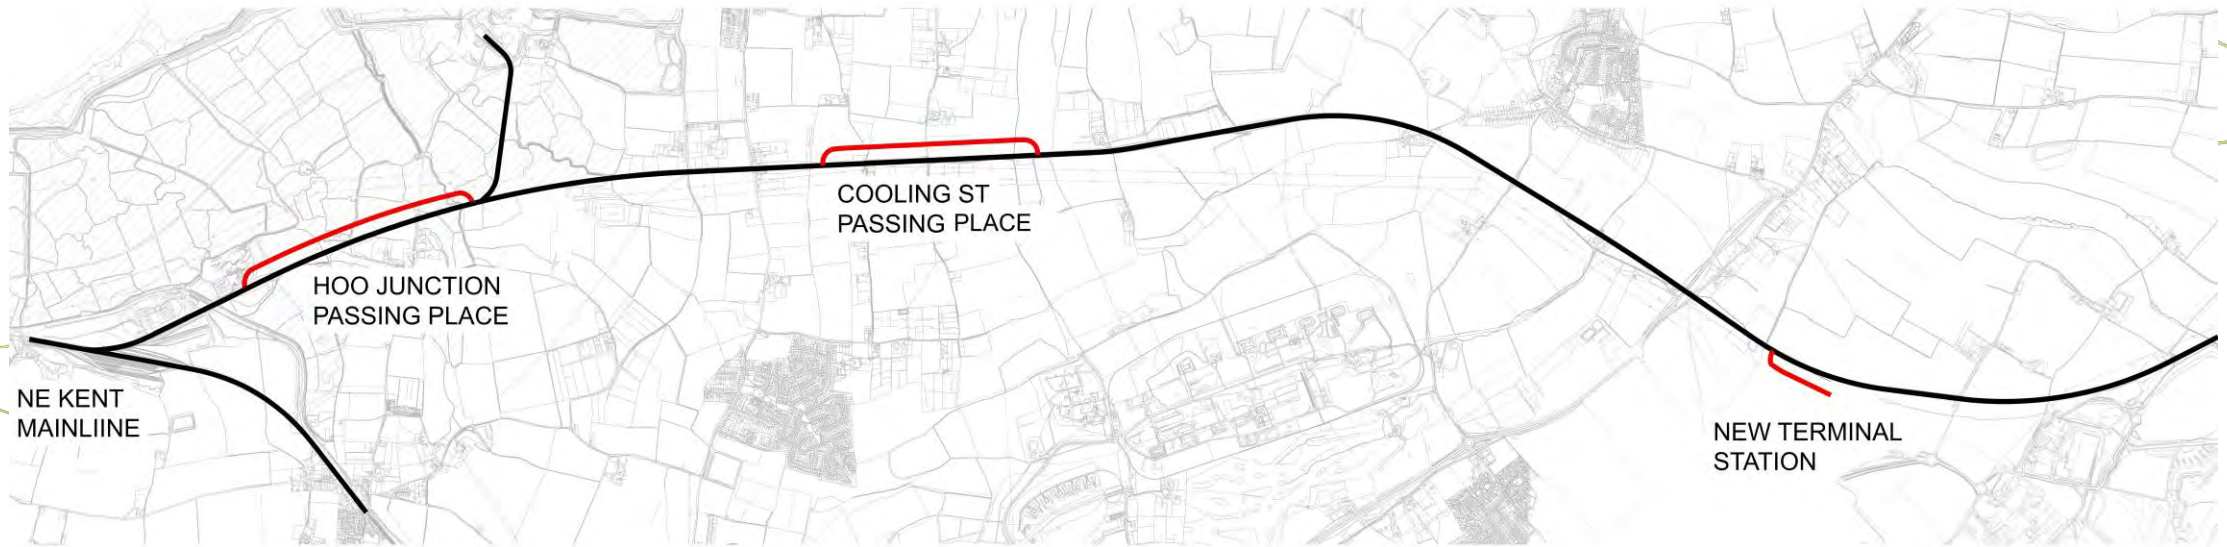 HOO JUNCTION
PASSING PLACE
COOLING ST
PASSING PLACE
NE KENT
MAINLIINE
NEW TERMINAL
STATION